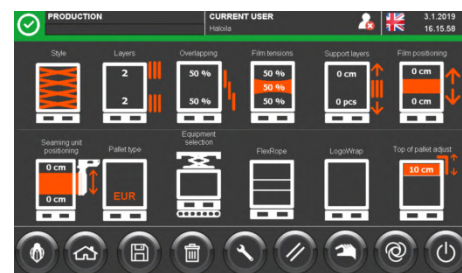 PRODUCTION
CURRENT USER
Haloila
3.1.2019
16.15.58
Style
Layers
Overlapping
Film tensions
Support layers
Film positioning
2
50 %
50 %
0 cm
0 cm
50 %
2
50 %
50 %
0 pcs
0 cm
Seaming unit
positioning
Pallet type
Equipment
selection
FlexRope
LogoWrap
Top of pallet adjust
0 cm
10 cm
EUR
0 cm